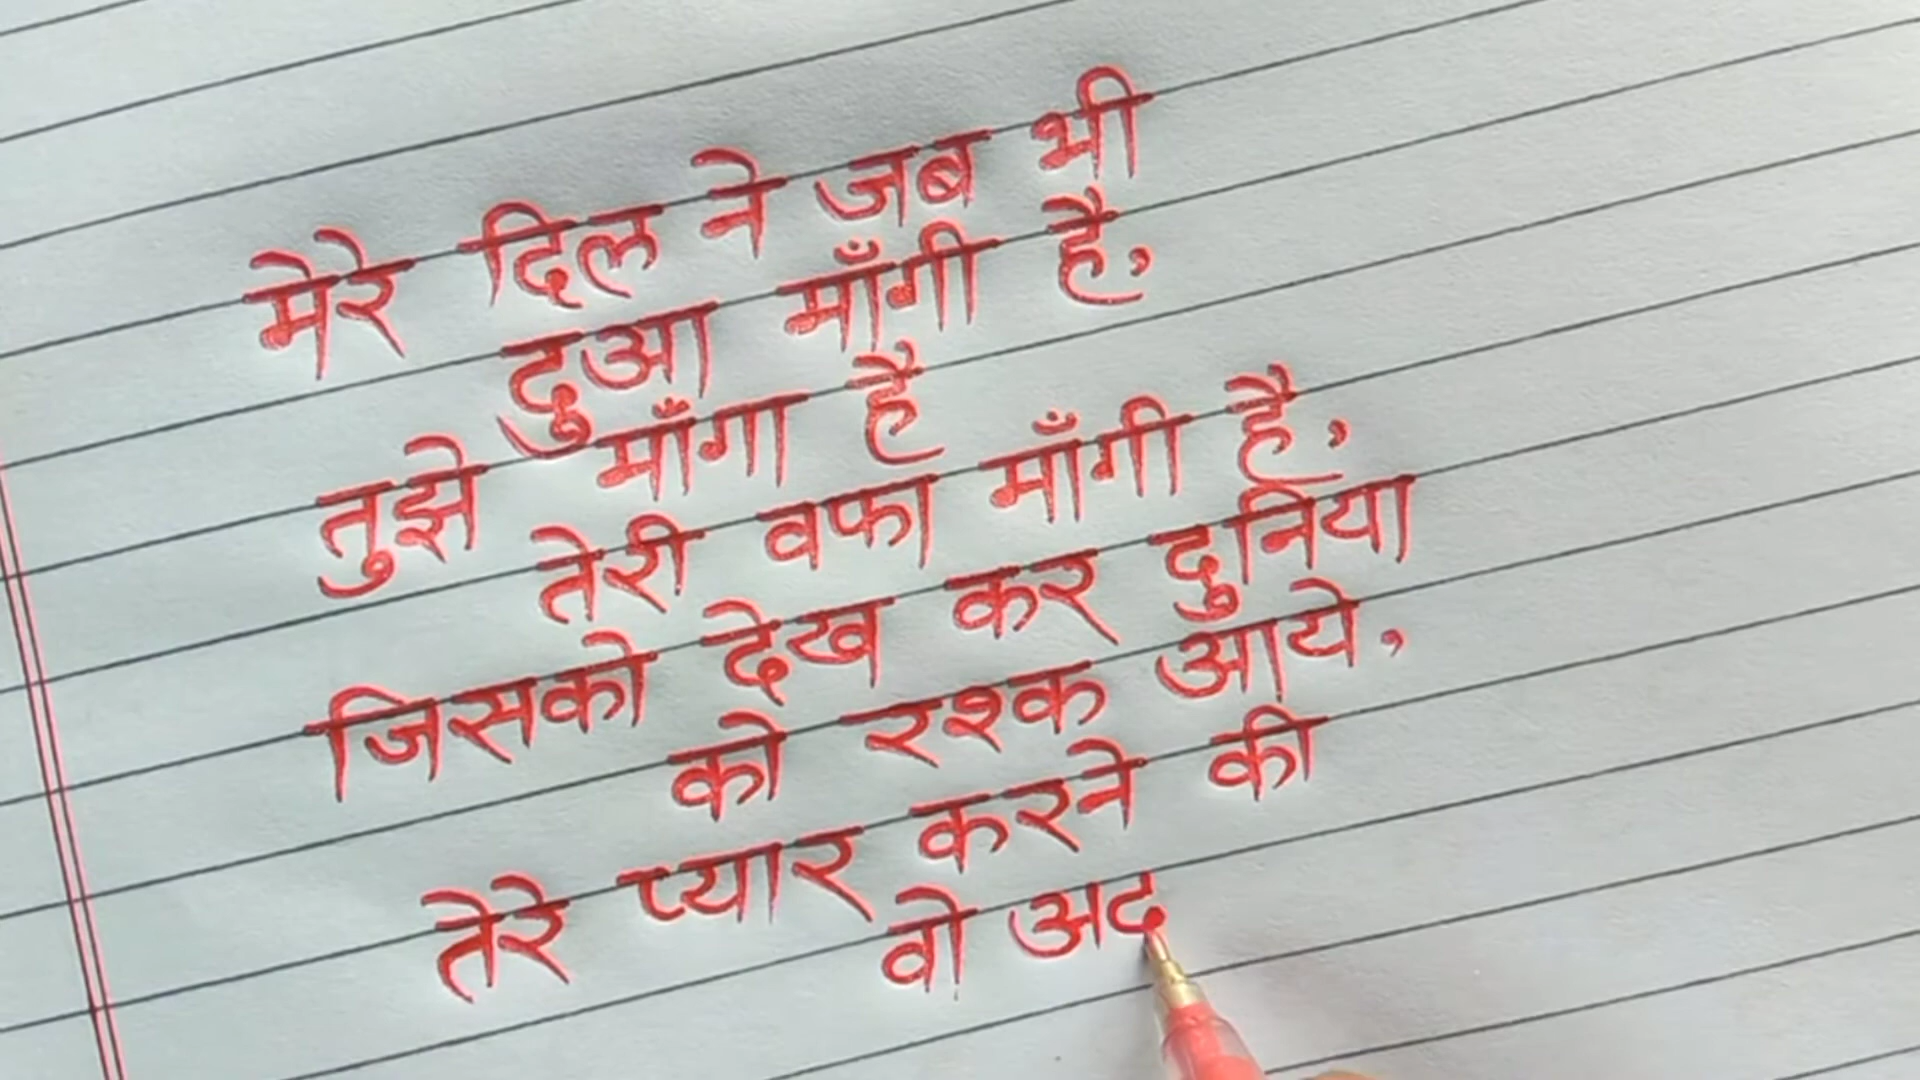 मेरे दिल ने जब भी
दुआ माँगी है,
तुझे माँगा है
तेरी वफा माँगी है,
जिसको देख कर दुनिया
को रश्क आये,
तेरे प्यार करने की
वो अद